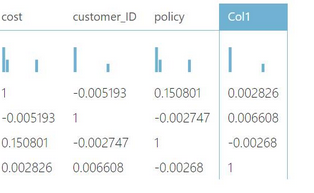 cost customer_ID policy Col1
1 -0.005193 0.150801 0.002826
-0.005193 1 -0.002747 0.006608
0.150801 -0.002747 1 -0.00268
0.002826 0.006608 -0.00268 1